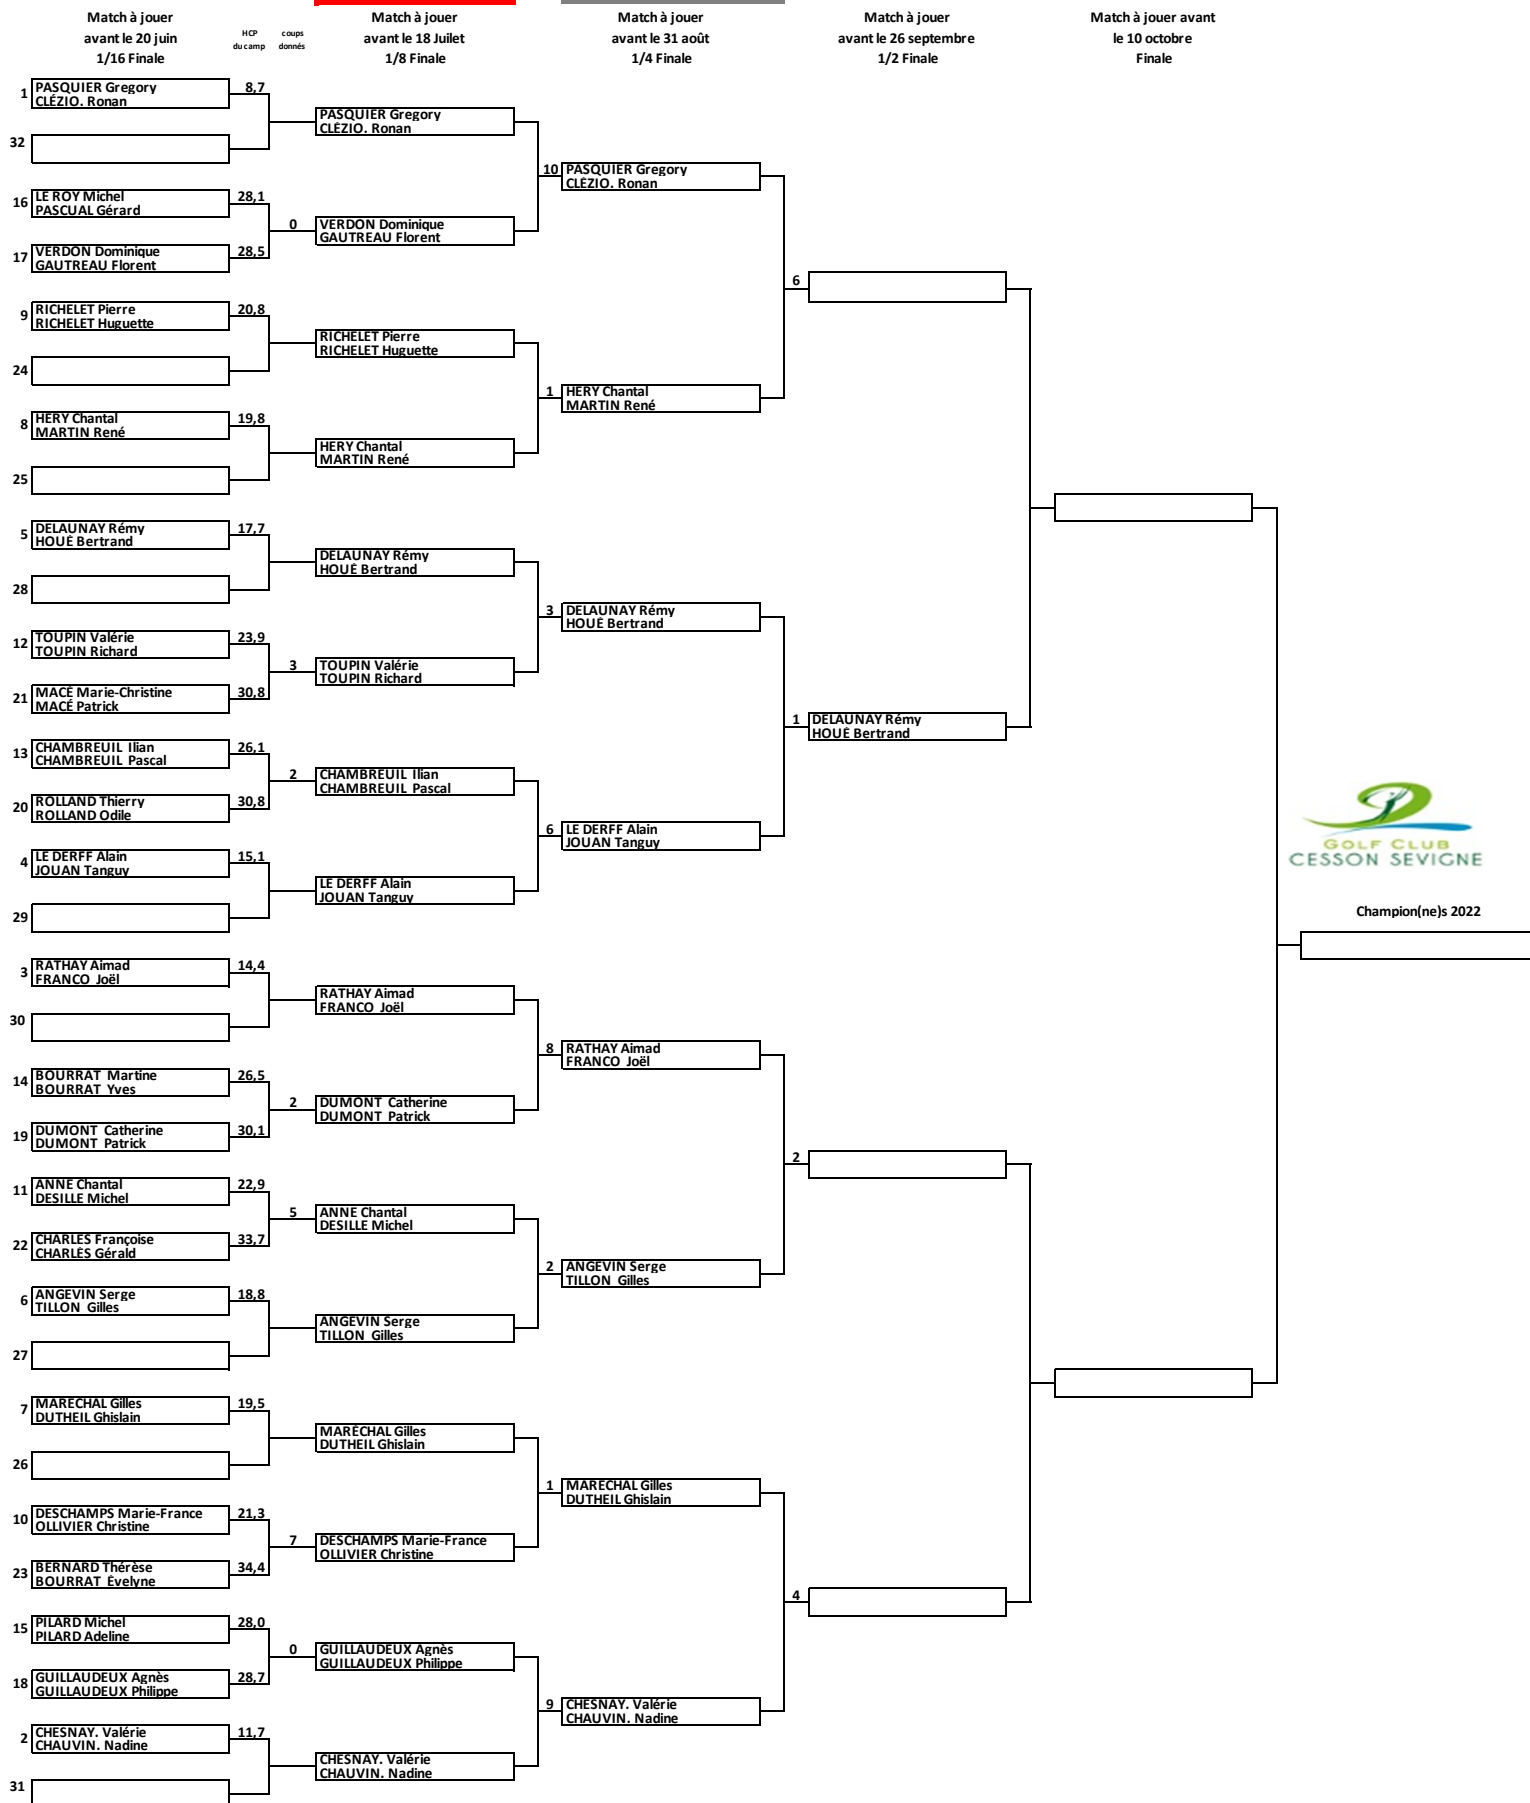 Match à jouer
avant le 20 juin
1/16 Finale
HCP
du camp
coups
donnés
Match à jouer
avant le 18 Juilet
1/8 Finale
Match à jouer
avant le 31 août
1/4 Finale
Match à jouer
avant le 26 septembre
1/2 Finale
Match à jouer avant
le 10 octobre
Finale
1
PASQUIER Gregory
CLÉZIO. Ronan
8,7
32
16
LE ROY Michel
PASCUAL Gérard
28,1
0
17
VERDON Dominique
GAUTREAU Florent
28,5
9
RICHELET Pierre
RICHELET Huguette
20,8
24
8
HERY Chantal
MARTIN René
19,8
25
5
DELAUNAY Rémy
HOUÉ Bertrand
17,7
28
12
TOUPIN Valérie
TOUPIN Richard
23,9
3
21
MACÉ Marie-Christine
MACÉ Patrick
30,8
13
CHAMBREUIL Ilian
CHAMBREUIL Pascal
26,1
2
20
ROLLAND Thierry
ROLLAND Odile
30,8
4
LE DERFF Alain
JOUAN Tanguy
15,1
29
3
RATHAY Aimad
FRANCO Joël
14,4
30
14
BOURRAT Martine
BOURRAT Yves
26,5
2
19
DUMONT Catherine
DUMONT Patrick
30,1
11
ANNE Chantal
DESILLE Michel
22,9
5
22
CHARLES Françoise
CHARLES Gérald
33,7
6
ANGEVIN Serge
TILLON Gilles
18,8
27
7
MARECHAL Gilles
DUTHEIL Ghislain
19,5
26
10
DESCHAMPS Marie-France
OLLIVIER Christine
21,3
7
23
BERNARD Thérèse
BOURRAT Évelyne
34,4
15
PILARD Michel
PILARD Adeline
28,0
0
18
GUILLAUDEUX Agnès
GUILLAUDEUX Philippe
28,7
2
CHESNAY. Valérie
CHAUVIN. Nadine
11,7
31
PASQUIER Gregory
CLÉZIO. Ronan
VERDON Dominique
GAUTREAU Florent
RICHELET Pierre
RICHELET Huguette
HERY Chantal
MARTIN René
DELAUNAY Rémy
HOUÉ Bertrand
TOUPIN Valérie
TOUPIN Richard
CHAMBREUIL Ilian
CHAMBREUIL Pascal
LE DERFF Alain
JOUAN Tanguy
RATHAY Aimad
FRANCO Joël
DUMONT Catherine
DUMONT Patrick
ANNE Chantal
DESILLE Michel
ANGEVIN Serge
TILLON Gilles
MARÉCHAL Gilles
DUTHEIL Ghislain
DESCHAMPS Marie-France
OLLIVIER Christine
GUILLAUDEUX Agnès
GUILLAUDEUX Philippe
CHESNAY. Valérie
CHAUVIN. Nadine
10
PASQUIER Gregory
CLÉZIO. Ronan
1
HERY Chantal
MARTIN René
3
DELAUNAY Rémy
HOUÉ Bertrand
6
LE DERFF Alain
JOUAN Tanguy
8
RATHAY Aimad
FRANCO Joël
2
ANGEVIN Serge
TILLON Gilles
1
MARECHAL Gilles
DUTHEIL Ghislain
9
CHESNAY. Valérie
CHAUVIN. Nadine
6
1
DELAUNAY Rémy
HOUÉ Bertrand
2
4
GOLF CLUB
CESSON SEVIGNE
Champion(ne)s 2022